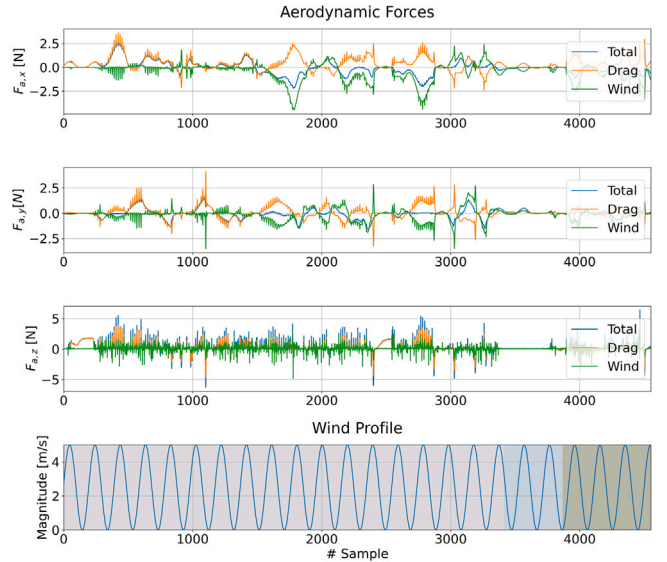 Aerodynamic Forces
F_{a,x} [N]
2.5
0.0
−2.5
Total
Drag
Wind
0 1000 2000 3000 4000
F_{a,y}[N]
2.5
0.0
−2.5
Total
Drag
Wind
0 1000 2000 3000 4000
F_{a,z} [N]
5
0
−5
Total
Drag
Wind
0 1000 2000 3000 4000
Wind Profile
Magnitude [m/s]
4
2
0
0 1000 2000 3000 4000
# Sample